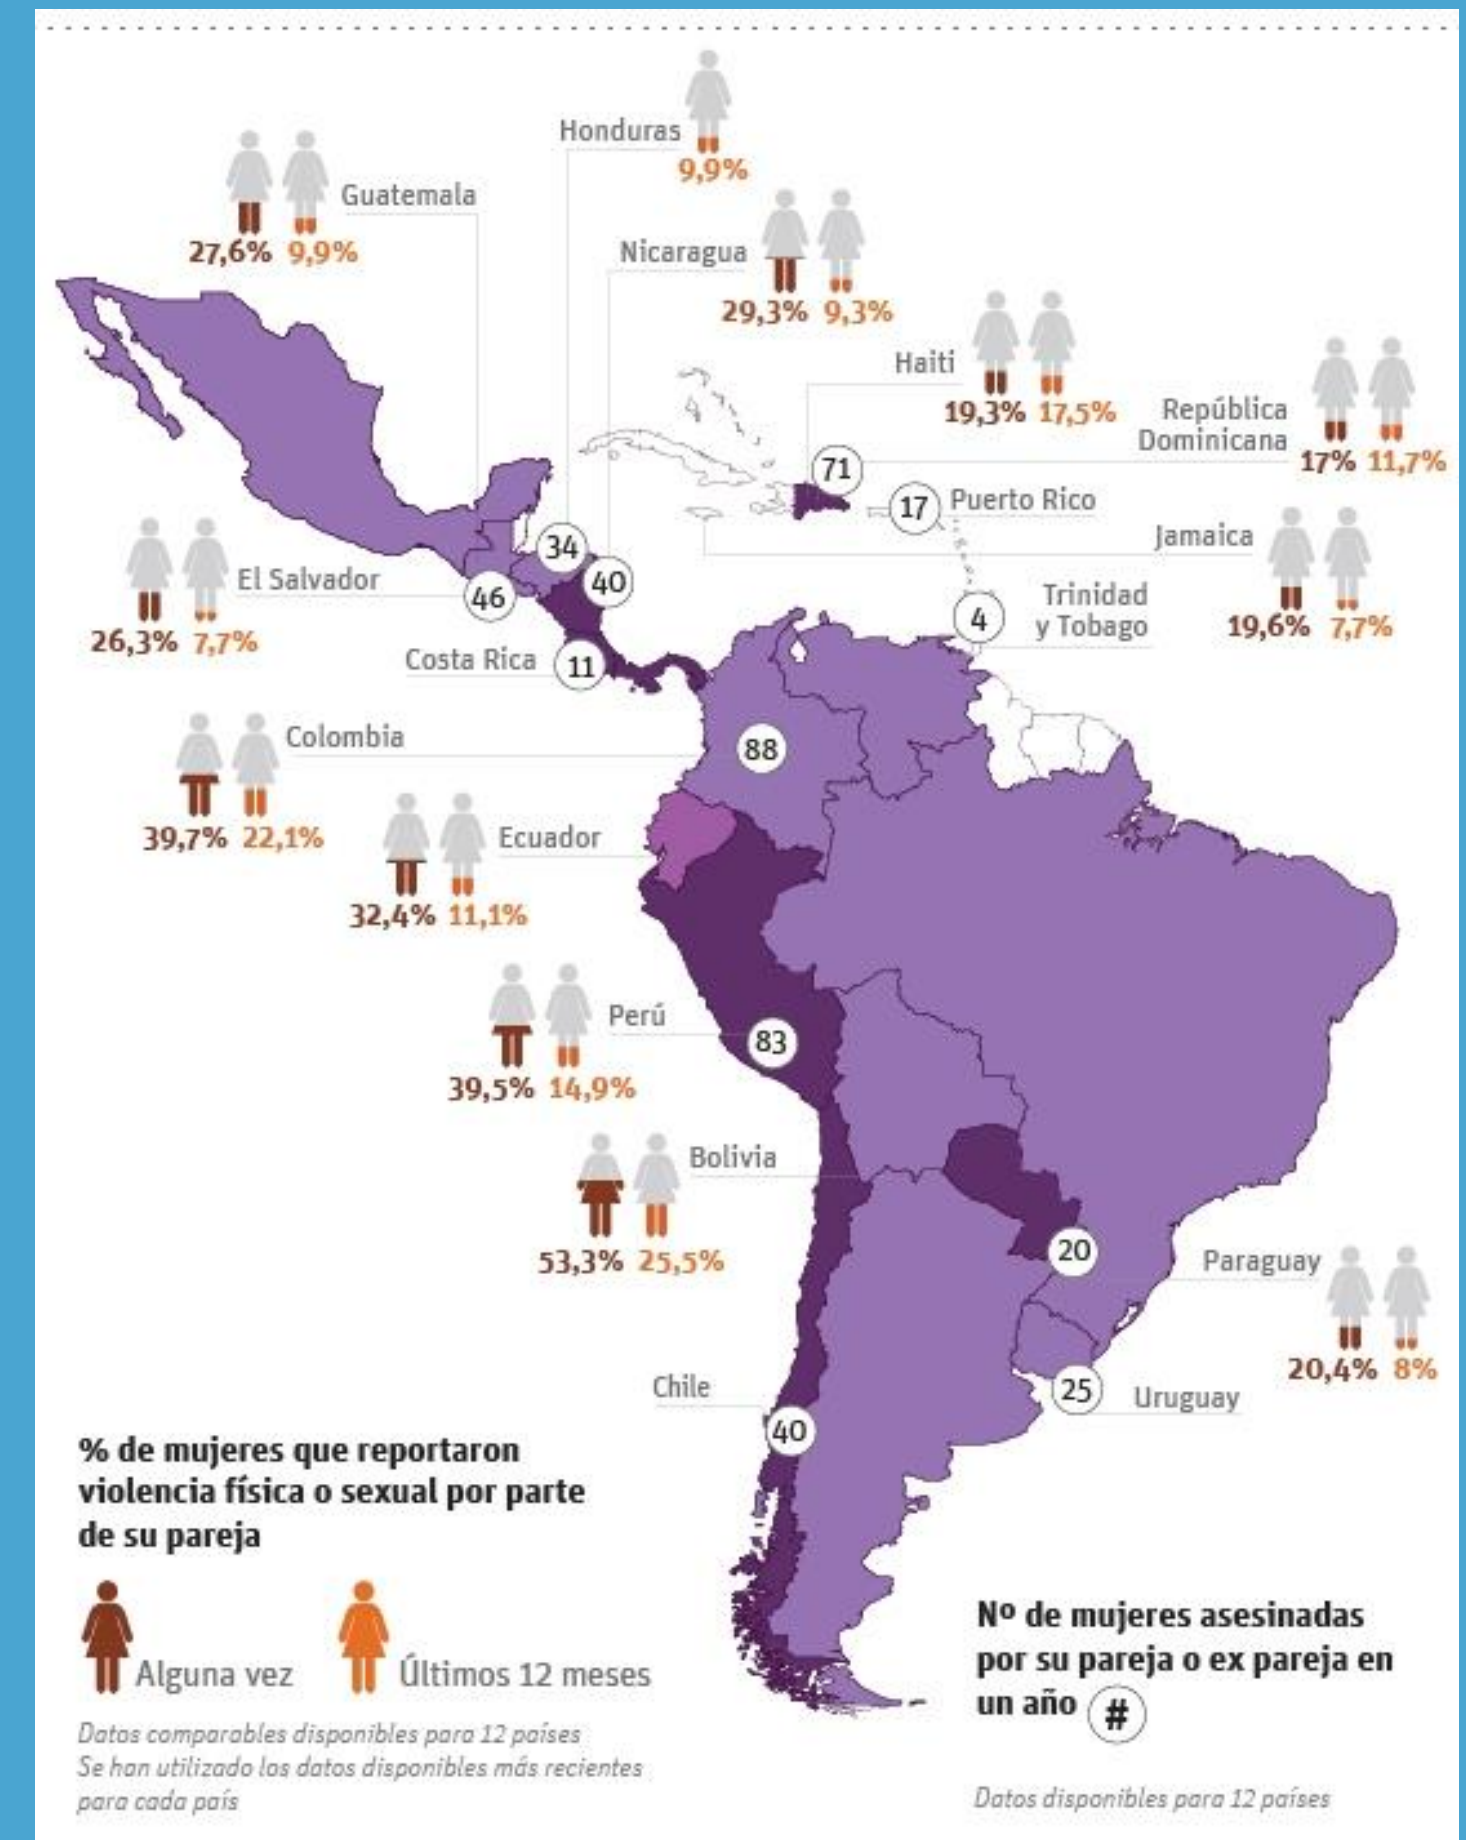 Honduras
9,9%
Guatemala
27,6% 9,9%
Nicaragua
29,3% 9,3%
Haiti
19,3% 17,5%
República
Dominicana
17% 11,7%
71
17
Puerto Rico
Jamaica
19,6% 7,7%
34
40
46
El Salvador
26,3% 7,7%
4
Trinidad
y Tobago
Costa Rica
11
Colombia
39,7% 22,1%
88
Ecuador
32,4% 11,1%
Perú
39,5% 14,9%
83
Bolivia
53,3% 25,5%
20
Paraguay
20,4% 8%
Chile
40
25
Uruguay
% de mujeres que reportaron
violencia física o sexual por parte
de su pareja
Alguna vez
Últimos 12 meses
Datos comparables disponibles para 12 países
Se han utilizado los datos disponibles más recientes
para cada país
Nº de mujeres asesinadas
por su pareja o ex pareja en
un año #
Datos disponibles para 12 países